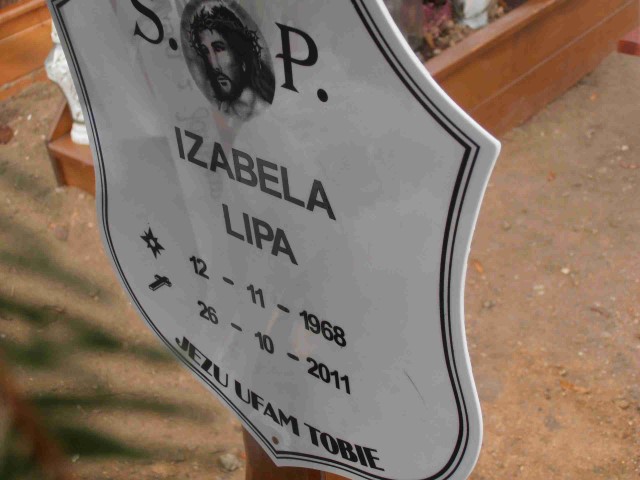 S. P.
IZABELA
LIPA
12 - 11 - 1968
26 - 10 - 2011
JEZU UFAM TOBIE